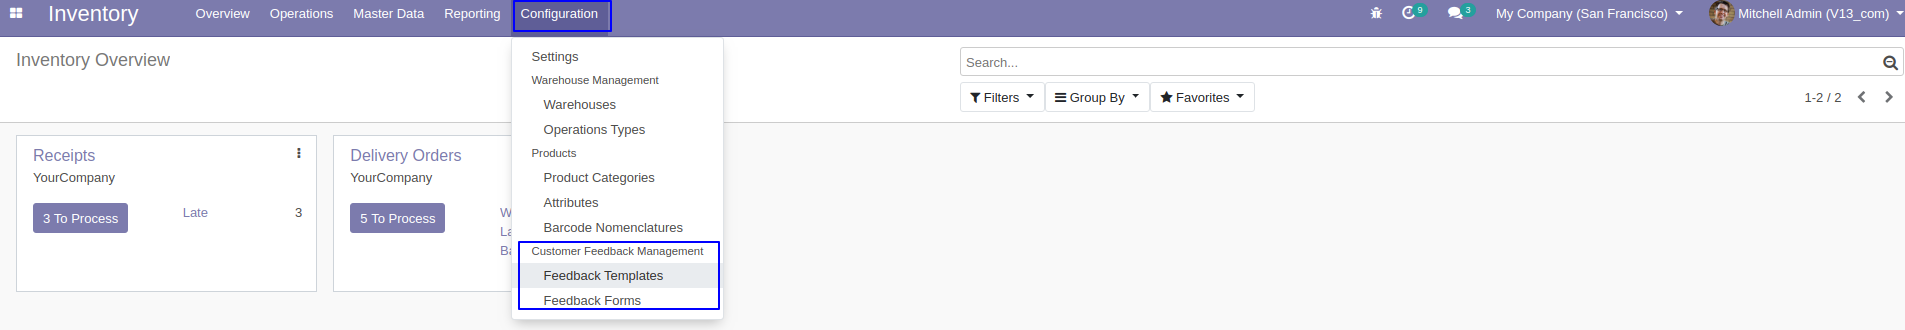 Inventory Overview Operations Master Data Reporting Configuration 9 3 My Company (San Francisco) Mitchell Admin (V13_com)
Inventory Overview
Search...
Filters Group By Favorites 1-2 / 2
Settings
Warehouse Management
Warehouses
Operations Types
Products
Product Categories
Attributes
Barcode Nomenclatures
Customer Feedback Management
Feedback Templates
Feedback Forms
Receipts
YourCompany
3 To Process Late 3
Delivery Orders
YourCompany
5 To Process